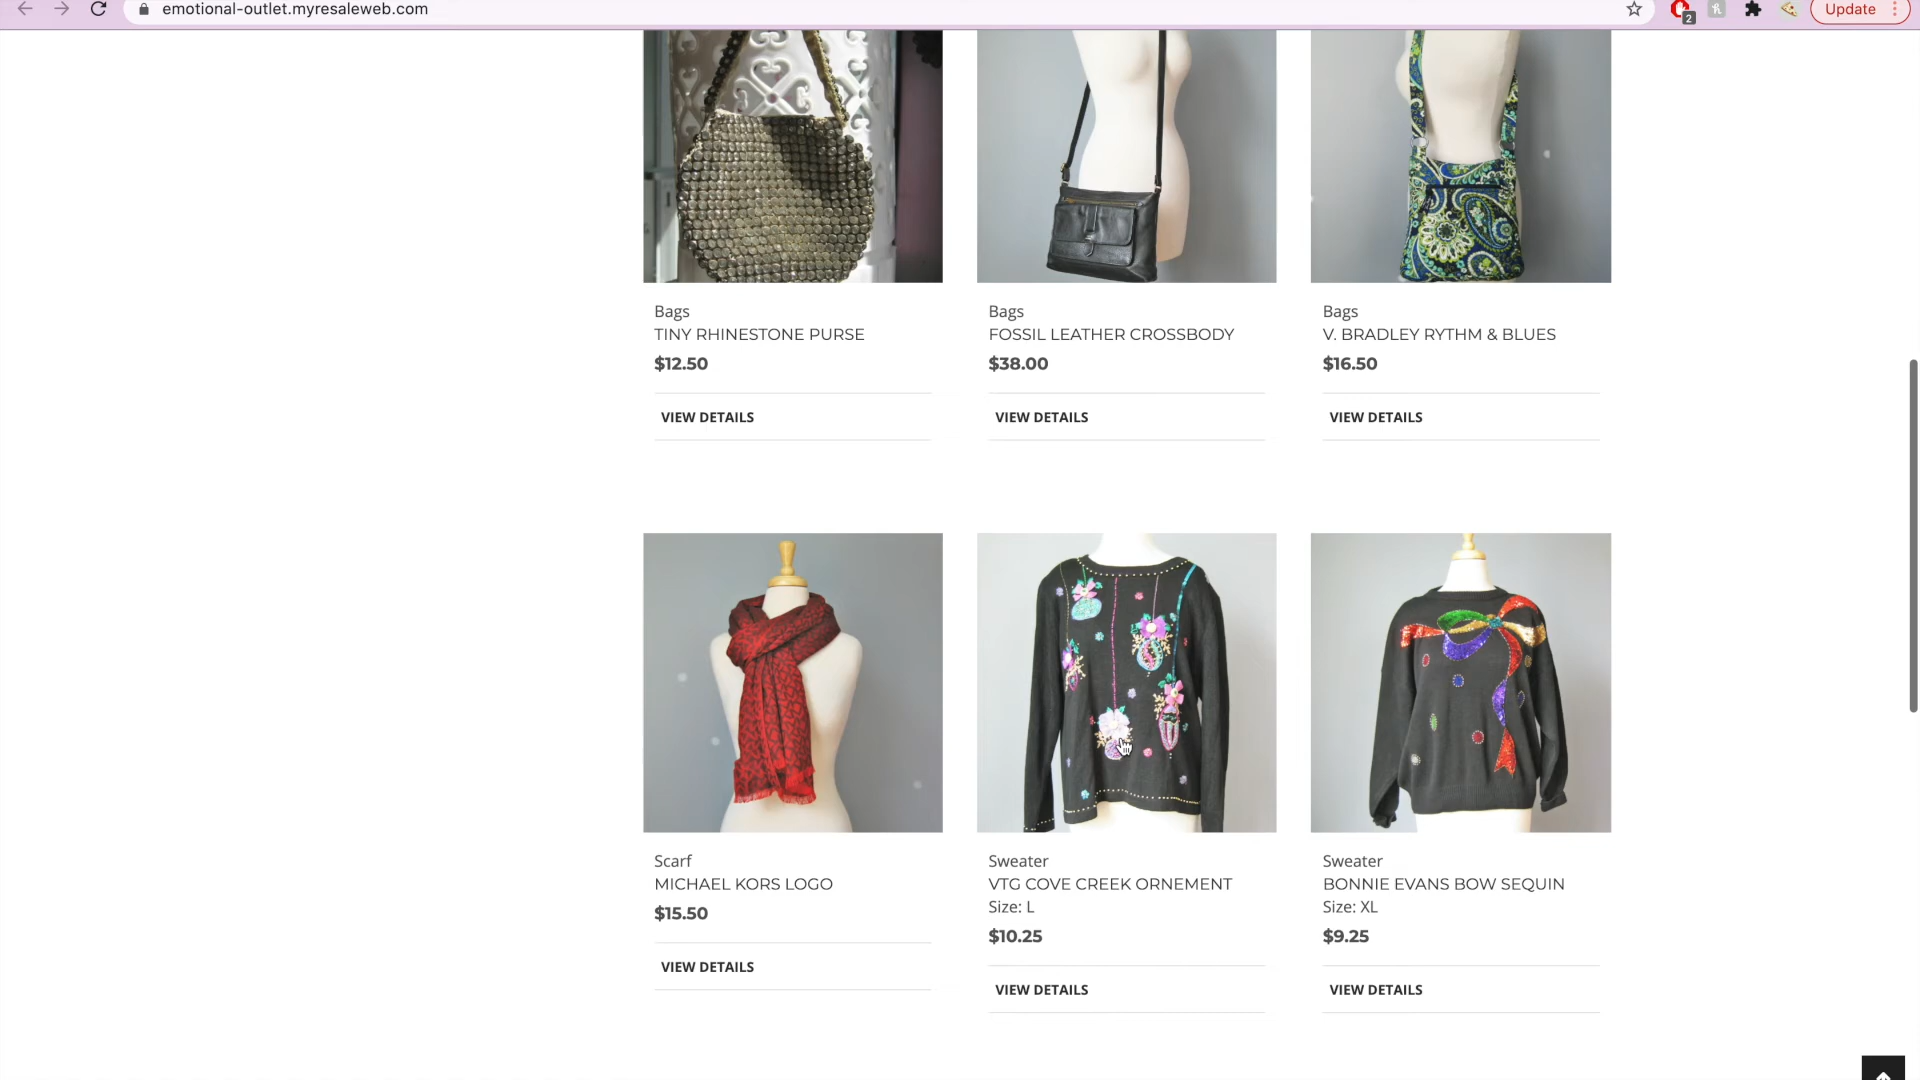 emotional-outlet.myresaleweb.com
2
Update
Bags
TINY RHINESTONE PURSE
$12.50
VIEW DETAILS
Bags
FOSSIL LEATHER CROSSBODY
$38.00
VIEW DETAILS
Bags
V. BRADLEY RYTHM & BLUES
$16.50
VIEW DETAILS
Scarf
MICHAEL KORS LOGO
$15.50
VIEW DETAILS
Sweater
VTG COVE CREEK ORNEMENT
Size: L
$10.25
VIEW DETAILS
Sweater
BONNIE EVANS BOW SEQUIN
Size: XL
$9.25
VIEW DETAILS